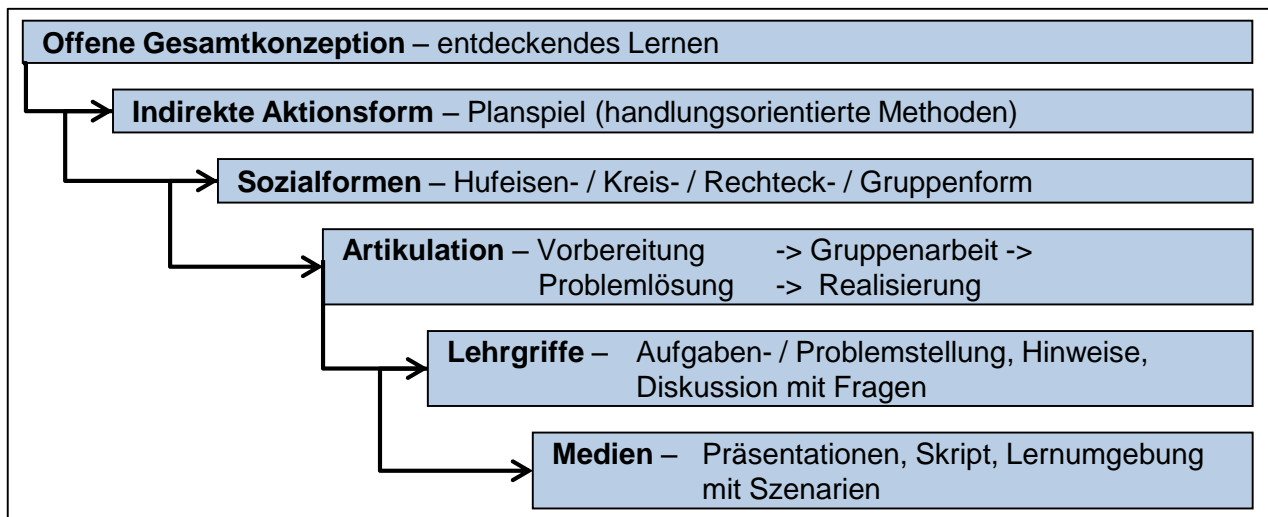 Offene Gesamtkonzeption – entdeckendes Lernen
Indirekte Aktionsform – Planspiel (handlungsorientierte Methoden)
Sozialformen – Hufeisen- / Kreis- / Rechteck- / Gruppenform
Artikulation – Vorbereitung -> Gruppenarbeit ->
Problemlösung -> Realisierung
Lehrgriffe – Aufgaben- / Problemstellung, Hinweise,
Diskussion mit Fragen
Medien – Präsentationen, Skript, Lernumgebung
mit Szenarien